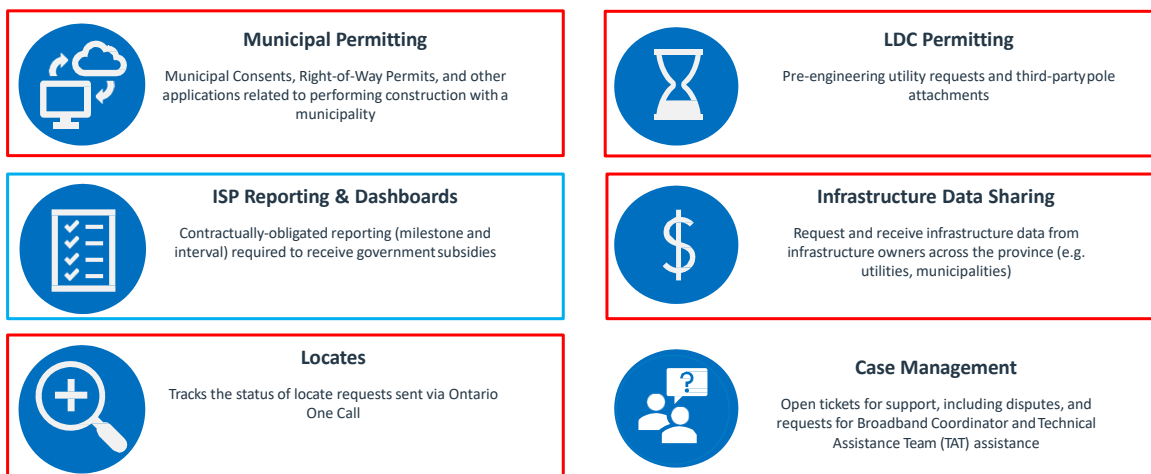 Municipal Permitting
Municipal Consents, Right-of-Way Permits, and other
applications related to performing construction with a
municipality
LDC Permitting
Pre-engineering utility requests and third-party pole
attachments
ISP Reporting & Dashboards
Contractually-obligated reporting (milestone and
interval) required to receive government subsidies
Infrastructure Data Sharing
Request and receive infrastructure data from
infrastructure owners across the province (e.g.
utilities, municipalities)
Locates
Tracks the status of locate requests sent via Ontario
One Call
Case Management
Open tickets for support, including disputes, and
requests for Broadband Coordinator and Technical
Assistance Team (TAT) assistance
$
?